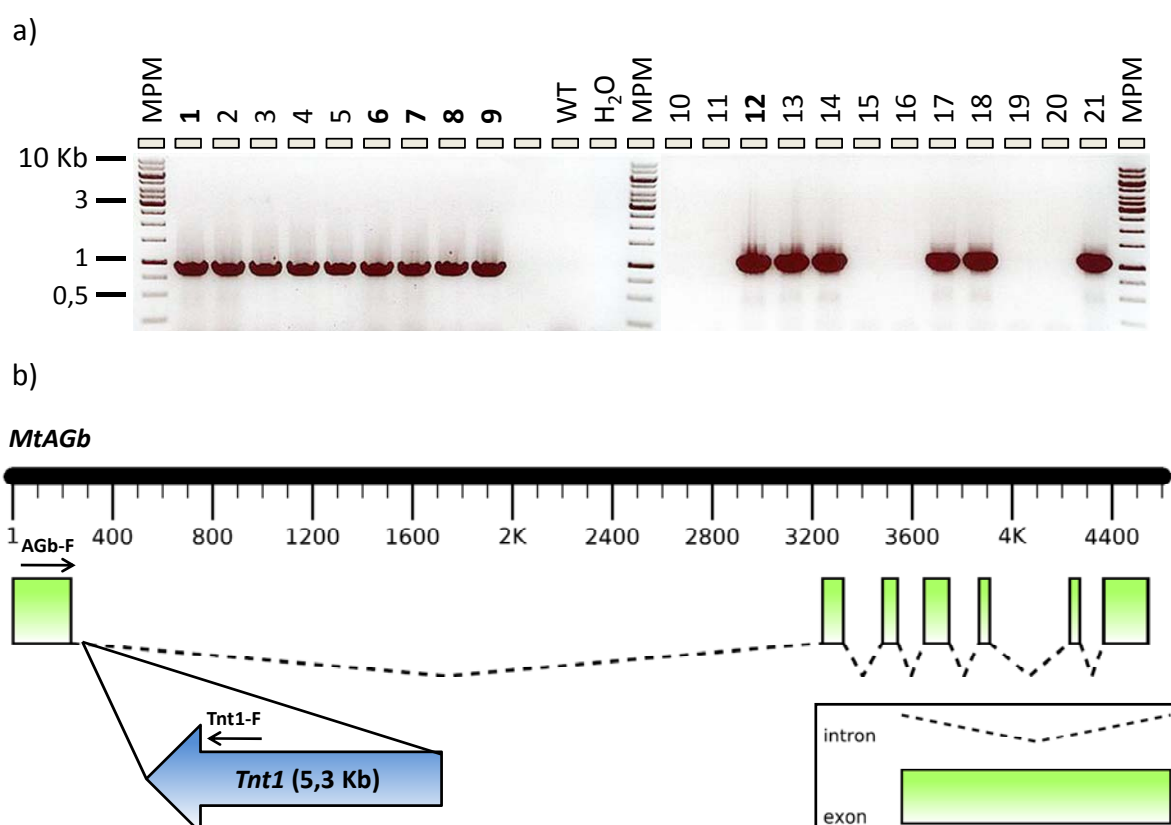 a)
MPM 1 2 3 4 5 6 7 8 9 WT H₂O MPM 10 11 12 13 14 15 16 17 18 19 20 21 MPM
10 Kb
3
1
0,5
b)
MtAGb
1 400 800 1200 1600 2K 2400 2800 3200 3600 4K 4400
AGb-F
Tnt1-F
Tnt1 (5,3 Kb)
intron
exon